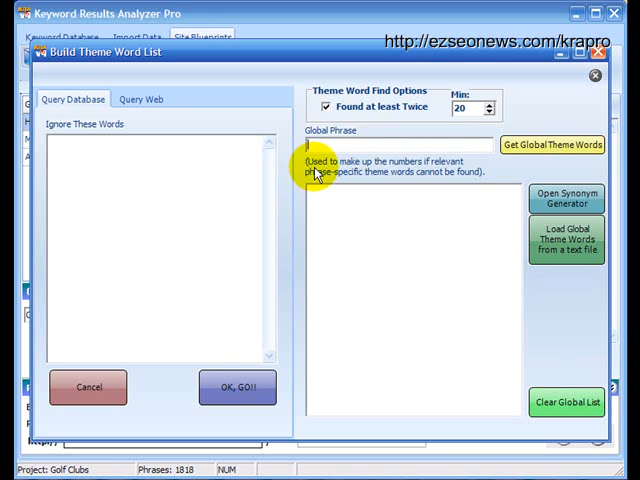 Keyword Results Analyzer Pro
Keyword Database
Import Data
Site Blueprints
http://ezseonews.com/krapro
Build Theme Word List
Query Database
Query Web
Ignore These Words
Cancel
OK, GO!!
Theme Word Find Options
Found at least Twice
Min:
20
Global Phrase
Get Global Theme Words
(Used to make up the numbers if relevant
phrase-specific theme words cannot be found).
Open Synonym
Generator
Load Global
Theme Words
from a text file
Clear Global List
Project: Golf Clubs
Phrases: 1818
NUM